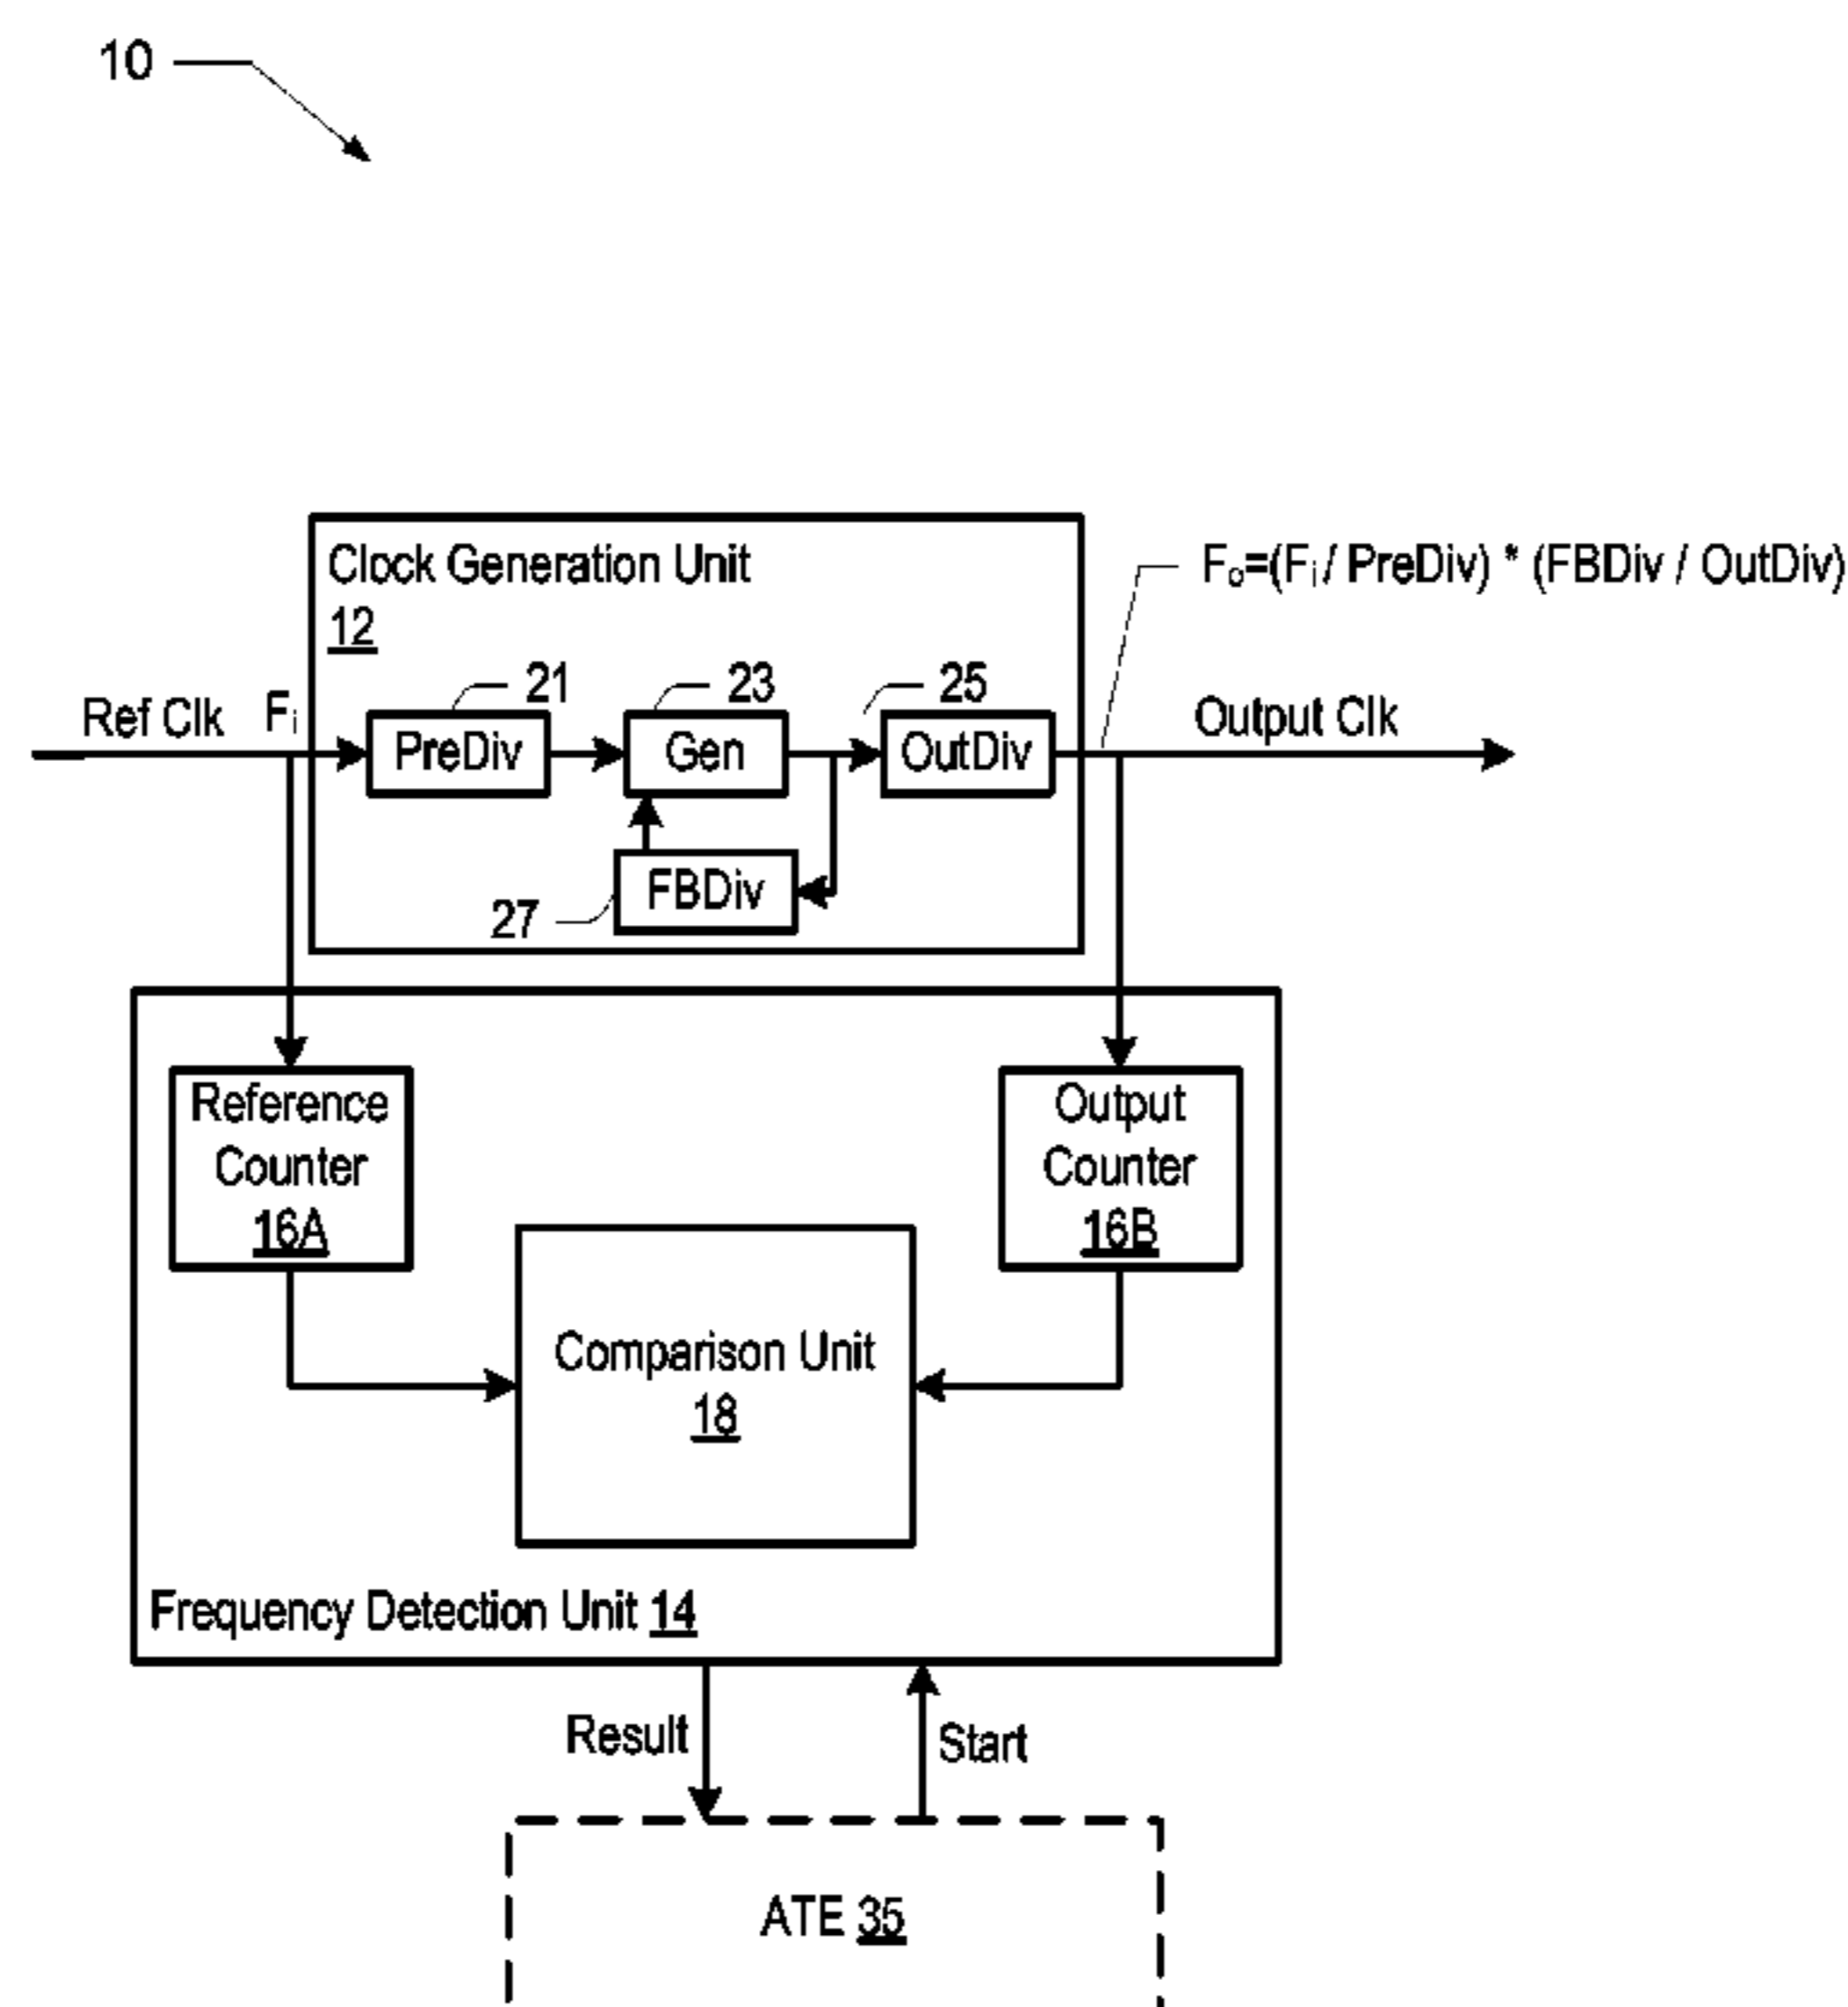 10
Clock Generation Unit
12
F₀=(Fᵢ / PreDiv) * (FBDiv / OutDiv)
21
23
25
Ref Clk
Fᵢ
PreDiv
Gen
OutDiv
Output Clk
FBDiv
27
Reference
Counter
16A
Output
Counter
16B
Comparison Unit
18
Frequency Detection Unit 14
Result
Start
ATE 35